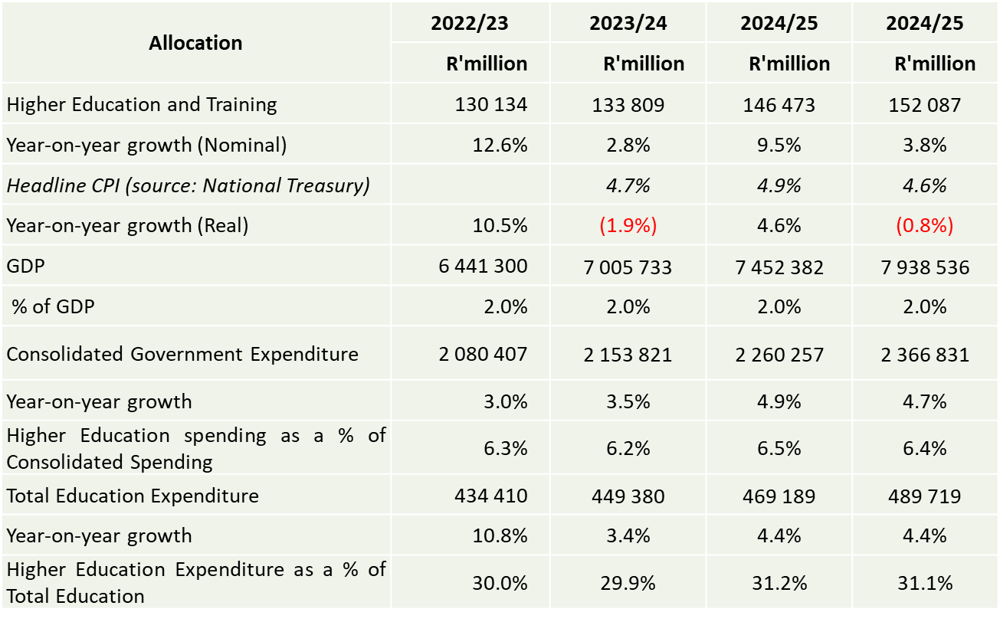 Allocation 2022/23 2023/24 2024/25 2024/25
R'million R'million R'million R'million
Higher Education and Training 130 134 133 809 146 473 152 087
Year-on-year growth (Nominal) 12.6% 2.8% 9.5% 3.8%
Headline CPI (source: National Treasury) 4.7% 4.9% 4.6%
Year-on-year growth (Real) 10.5% (1.9%) 4.6% (0.8%)
GDP 6 441 300 7 005 733 7 452 382 7 938 536
% of GDP 2.0% 2.0% 2.0% 2.0%
Consolidated Government Expenditure 2 080 407 2 153 821 2 260 257 2 366 831
Year-on-year growth 3.0% 3.5% 4.9% 4.7%
Higher Education spending as a % of
Consolidated Spending 6.3% 6.2% 6.5% 6.4%
Total Education Expenditure 434 410 449 380 469 189 489 719
Year-on-year growth 10.8% 3.4% 4.4% 4.4%
Higher Education Expenditure as a % of
Total Education 30.0% 29.9% 31.2% 31.1%